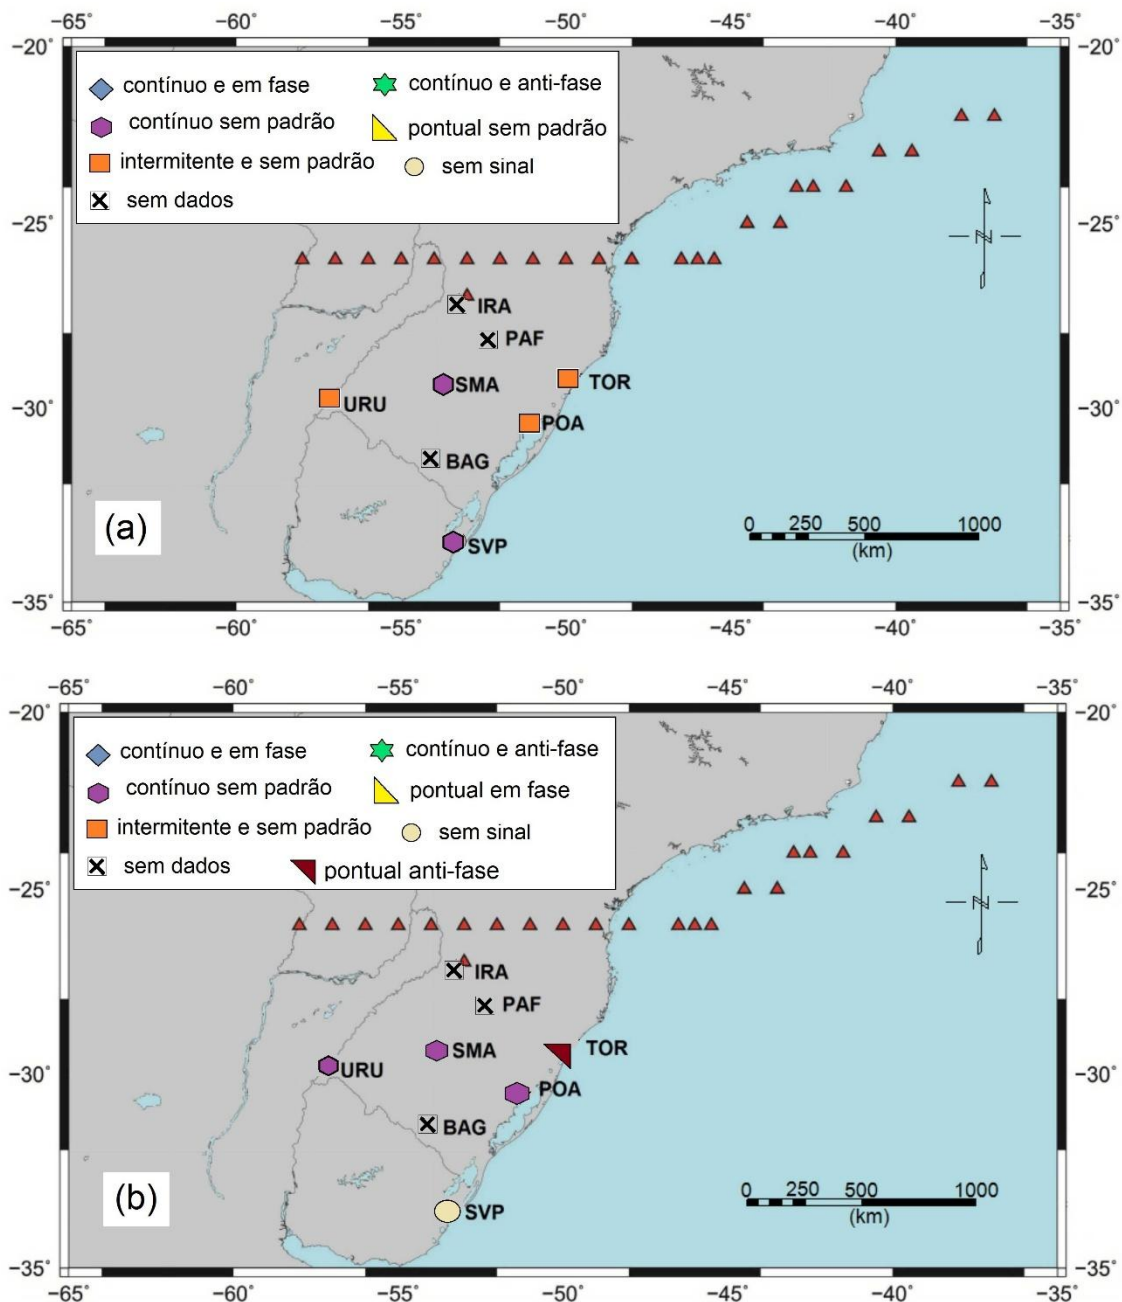 −65° −60° −55° −50° −45° −40° −35°
−20° −20°
contínuo e em fase contínuo e anti-fase
contínuo sem padrão pontual sem padrão
intermitente e sem padrão sem sinal
sem dados
−25° −25°
IRA
PAF
SMA TOR
URU
−30° POA −30°
BAG
(a) 0 250 500 1000
SVP (km)
−35° −35°
−65° −60° −55° −50° −45° −40° −35°
−65° −60° −55° −50° −45° −40° −35°
−20° −20°
contínuo e em fase contínuo e anti-fase
contínuo sem padrão pontual em fase
intermitente e sem padrão sem sinal
sem dados pontual anti-fase
−25° −25°
IRA
PAF
SMA TOR
URU
−30° POA −30°
BAG
(b) 0 250 500 1000
SVP (km)
−35° −35°
−65° −60° −55° −50° −45° −40° −35°